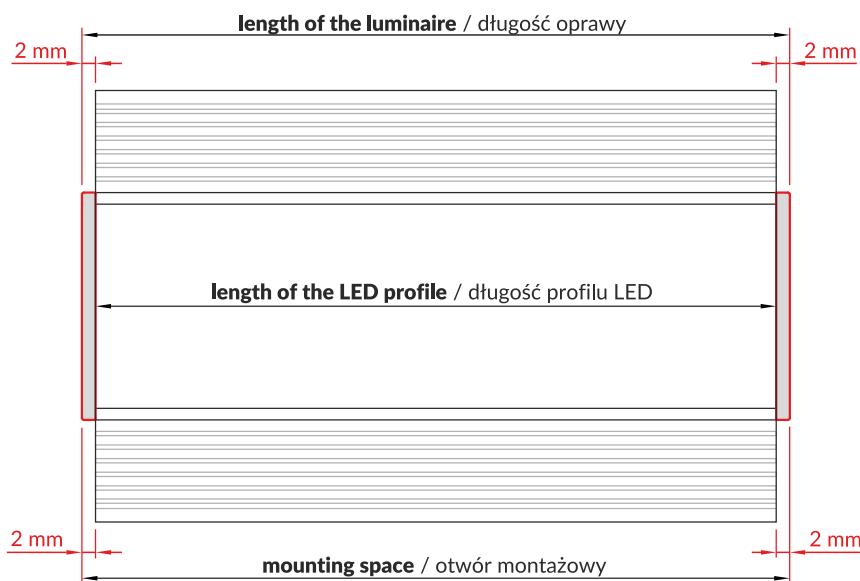 length of the luminaire / długość oprawy
2 mm
2 mm
length of the LED profile / długość profilu LED
2 mm
2 mm
mounting space / otwór montażowy